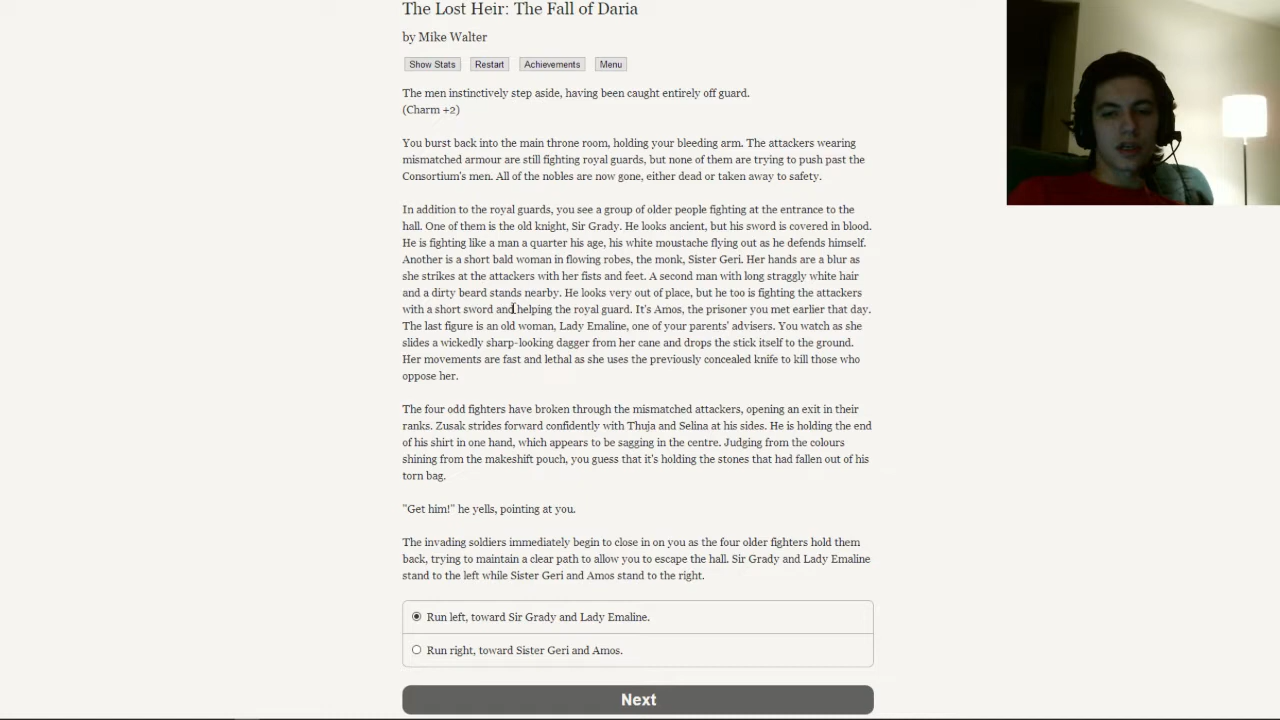 The Lost Heir: The Fall of Daria
by Mike Walter
Show Stats
Restart
Achievements
Menu
The men instinctively step aside, having been caught entirely off guard.
(Charm +2)
You burst back into the main throne room, holding your bleeding arm. The attackers wearing
mismatched armour are still fighting royal guards, but none of them are trying to push past the
Consortium's men. All of the nobles are now gone, either dead or taken away to safety.
In addition to the royal guards, you see a group of older people fighting at the entrance to the
hall. One of them is the old knight, Sir Grady. He looks ancient, but his sword is covered in blood.
He is fighting like a man a quarter his age, his white moustache flying out as he defends himself.
Another is a short bald woman in flowing robes, the monk, Sister Geri. Her hands are a blur as
she strikes at the attackers with her fists and feet. A second man with long straggly white hair
and a dirty beard stands nearby. He looks very out of place, but he too is fighting the attackers
with a short sword and helping the royal guard. It's Amos, the prisoner you met earlier that day.
The last figure is an old woman, Lady Emaline, one of your parents' advisers. You watch as she
slides a wickedly sharp-looking dagger from her cane and drops the stick itself to the ground.
Her movements are fast and lethal as she uses the previously concealed knife to kill those who
oppose her.
The four odd fighters have broken through the mismatched attackers, opening an exit in their
ranks. Zusak strides forward confidently with Thuja and Selina at his sides. He is holding the end
of his shirt in one hand, which appears to be sagging in the centre. Judging from the colours
shining from the makeshift pouch, you guess that it's holding the stones that had fallen out of his
torn bag.
"Get him!" he yells, pointing at you.
The invading soldiers immediately begin to close in on you as the four older fighters hold them
back, trying to maintain a clear path to allow you to escape the hall. Sir Grady and Lady Emaline
stand to the left while Sister Geri and Amos stand to the right.
Run left, toward Sir Grady and Lady Emaline.
Run right, toward Sister Geri and Amos.
Next